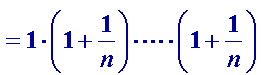 = 1·(1 + 1/n)·····(1 + 1/n)